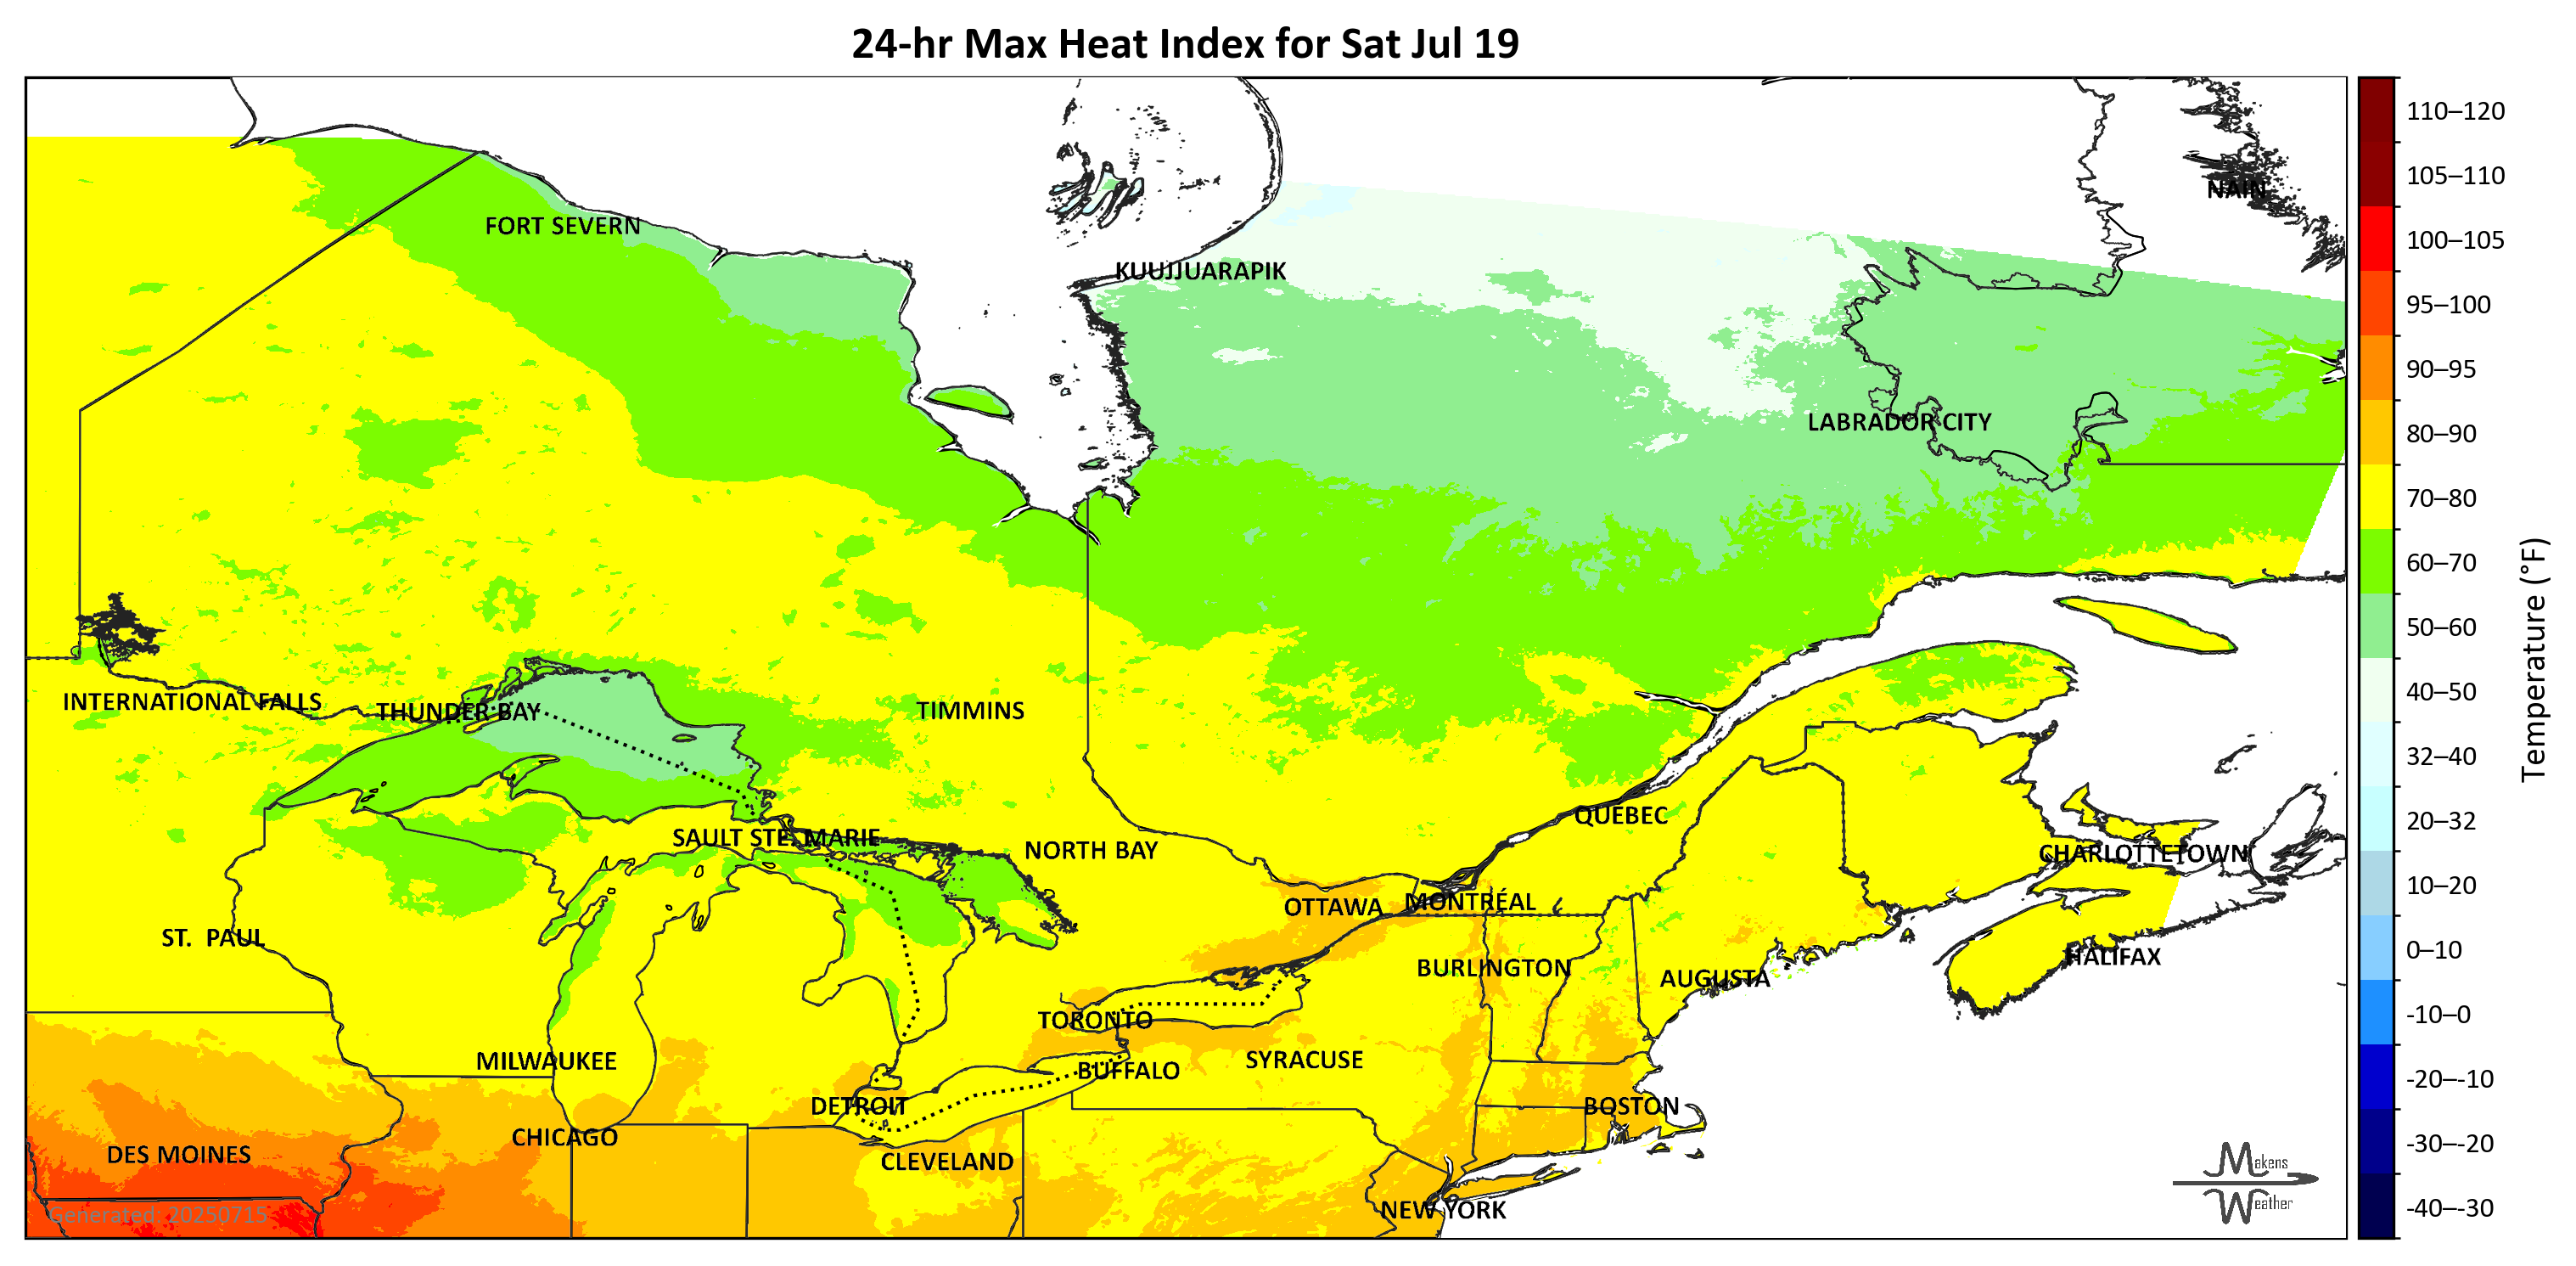 24-hr Max Heat Index for Sat Jul 19
NAIN
FORT SEVERN
KUUJJUARAPIK
LABRADOR CITY
INTERNATIONAL FALLS
THUNDER BAY
TIMMINS
QUEBEC
SAULT STE. MARIE
NORTH BAY
CHARLOTTETOWN
OTTAWA
MONTRÉAL
ST. PAUL
HALIFAX
BURLINGTON
AUGUSTA
TORONTO
MILWAUKEE
SYRACUSE
BUFFALO
DETROIT
BOSTON
CHICAGO
DES MOINES
CLEVELAND
NEW YORK
Generated: 20250715
Makens
Weather
110–120
105–110
100–105
95–100
90–95
80–90
70–80
60–70
50–60
40–50
32–40
20–32
10–20
0–10
-10–0
-20–-10
-30–-20
-40–-30
Temperature (°F)